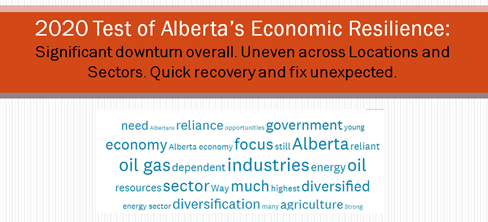 2020 Test of Alberta's Economic Resilience:
Significant downturn overall. Uneven across Locations and
Sectors. Quick recovery and fix unexpected.
need Albertans reliance opportunities government young
economy Alberta economy focus still Alberta reliant
oil gas dependent industries energy oil
resources sector Way much highest diversified
energy sector diversification many agriculture Strong